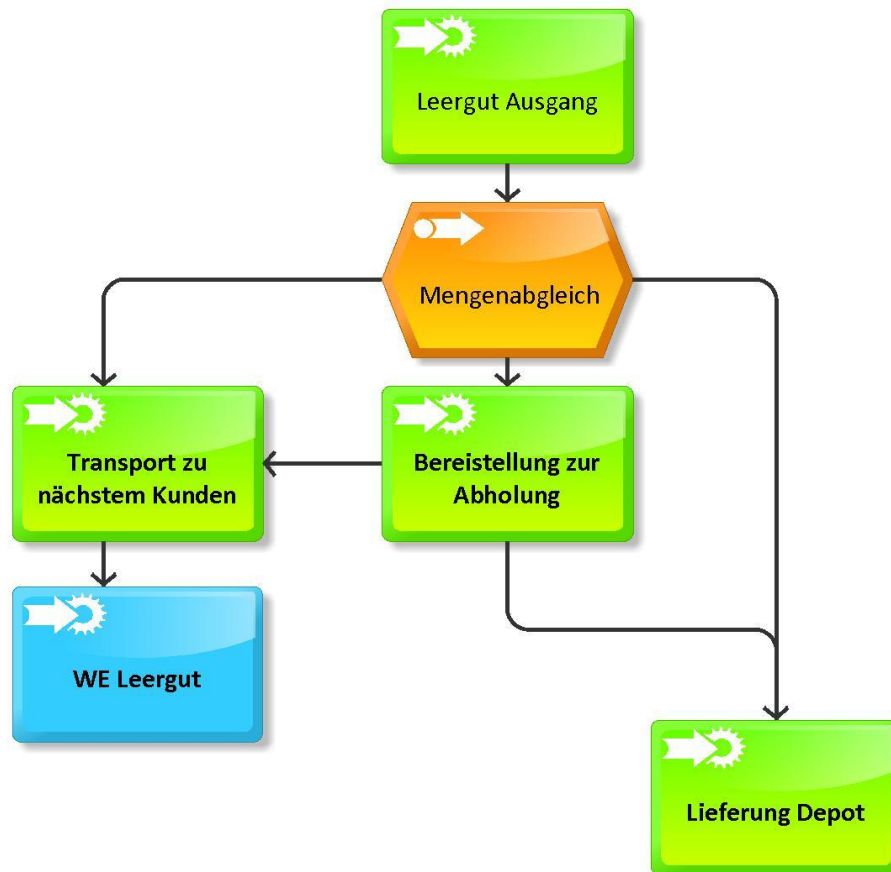 Leergut Ausgang
Mengenabgleich
Transport zu
nächstem Kunden
Bereistellung zur
Abholung
WE Leergut
Lieferung Depot